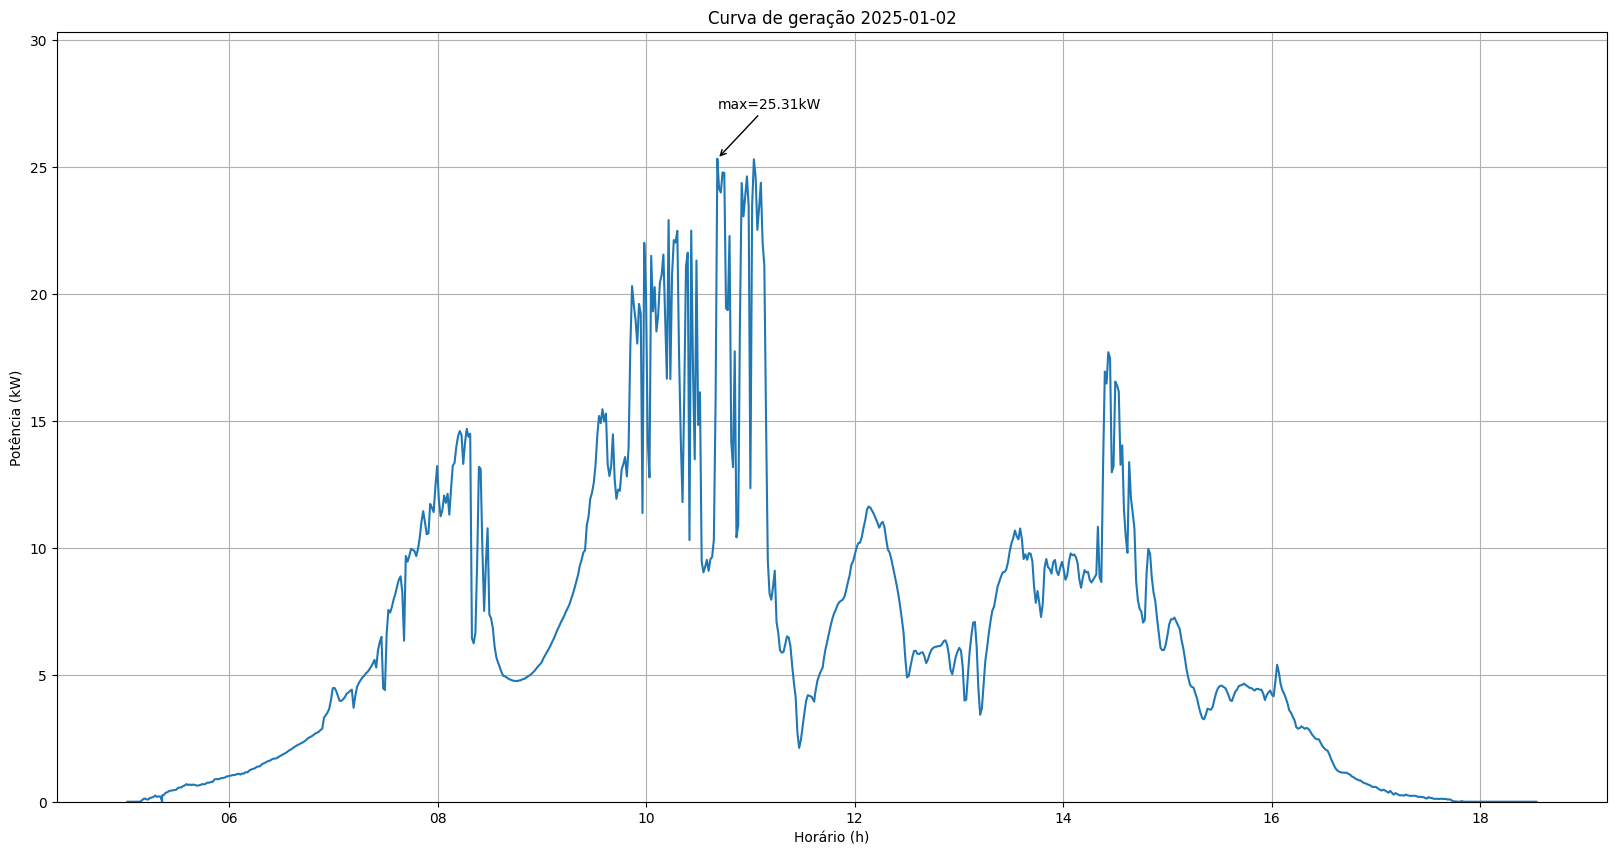 Curva de geração 2025-01-02
30
25
20
15
10
5
0
Potência (kW)
max=25.31kW
06 08 10 12 14 16 18
Horário (h)